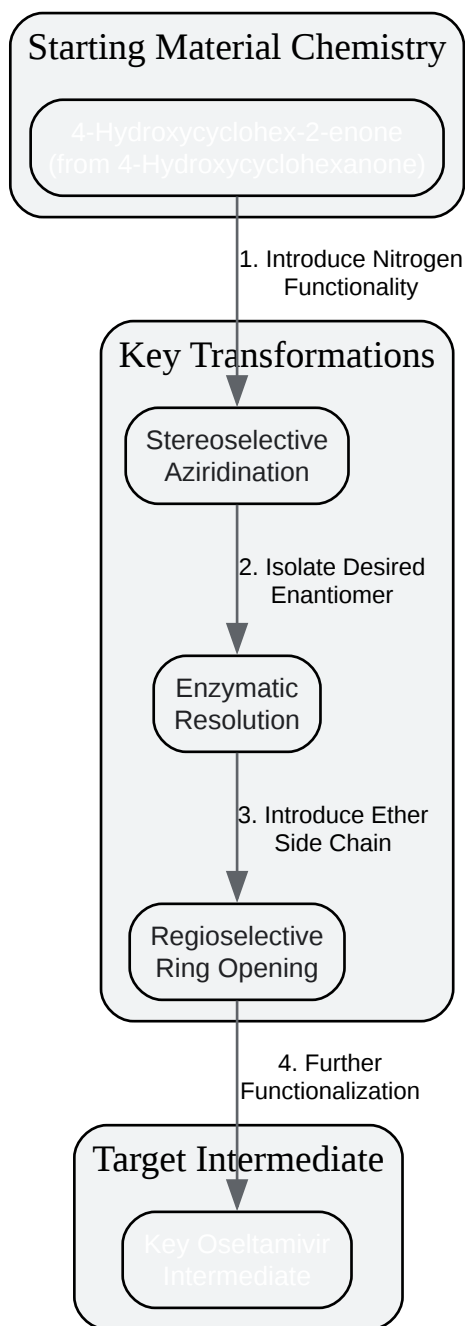 Starting Material Chemistry
4-Hydroxycyclohex-2-enone
(from 4-Hydroxycyclohexanone)
1. Introduce Nitrogen
Functionality
Key Transformations
Stereoselective
Aziridination
2. Isolate Desired
Enantiomer
Enzymatic
Resolution
3. Introduce Ether
Side Chain
Regioselective
Ring Opening
4. Further
Functionalization
Target Intermediate
Key Oseltamivir
Intermediate